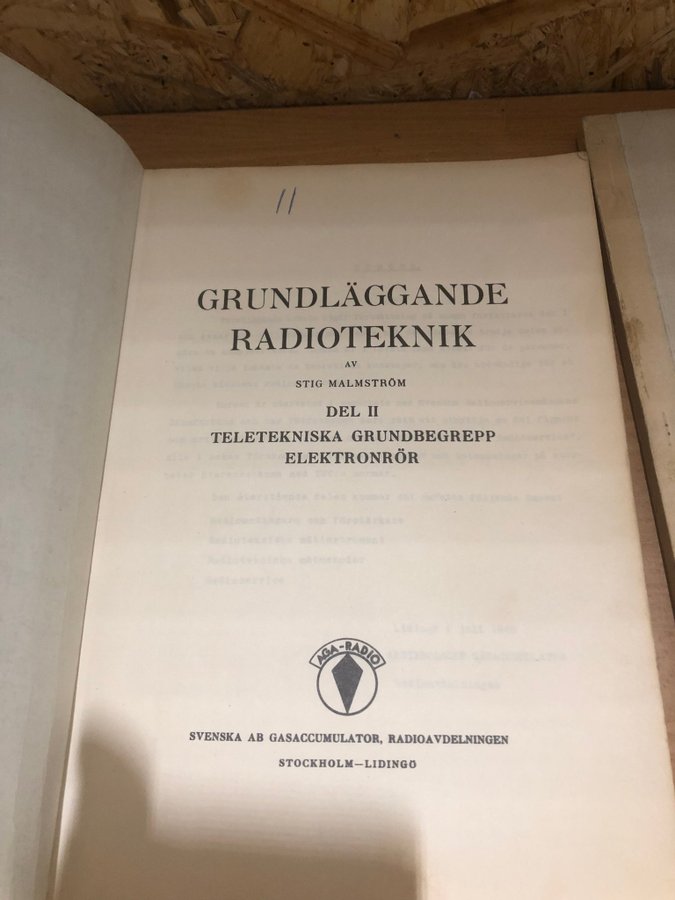 11
GRUNDLÄGGANDE
RADIOTEKNIK
AV
STIG MALMSTRÖM
DEL II
TELETEKNISKA GRUNDBEGREPP
ELEKTRONRÖR
AGA-RADIO
SVENSKA AB GASACCUMULATOR, RADIOAVDELNINGEN
STOCKHOLM—LIDINGÖ